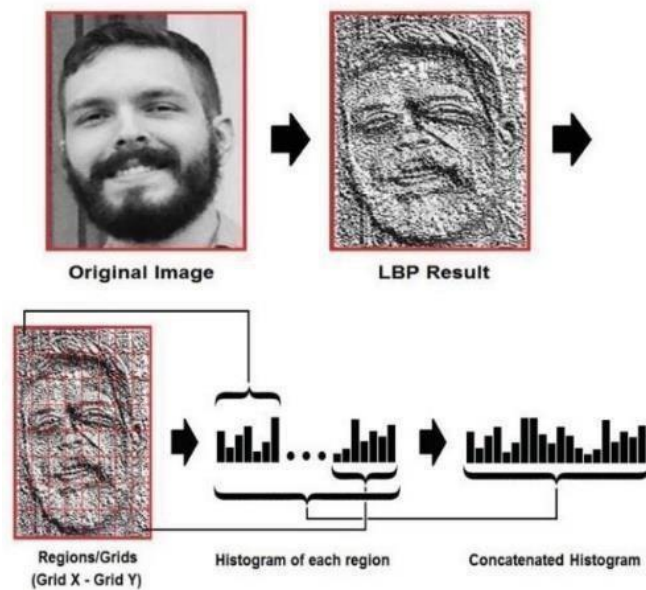 Original Image
LBP Result
Regions/Grids
(Grid X - Grid Y)
Histogram of each region
Concatenated Histogram